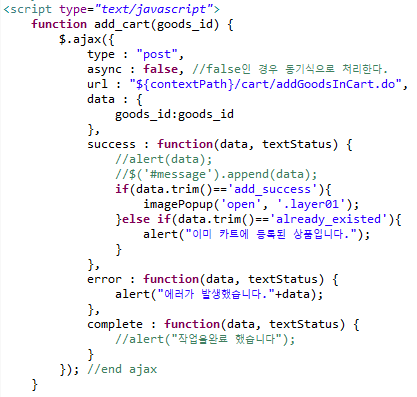 <script type="text/javascript">
    function add_cart(goods_id) {
        $.ajax({
            type : "post",
            async : false, //false인 경우 동기식으로 처리한다.
            url : "${contextPath}/cart/addGoodsInCart.do",
            data : {
                goods_id:goods_id
            },
            success : function(data, textStatus) {
                //alert(data);
                //$('#message').append(data);
                if(data.trim()=='add_success'){
                    imagePopup('open', '.layer01');
                }else if(data.trim()=='already_existed'){
                    alert("이미 카트에 등록된 상품입니다.");
                }
            },
            error : function(data, textStatus) {
                alert("에러가 발생했습니다."+data);
            },
            complete : function(data, textStatus) {
                //alert("작업을완료 했습니다");
            }
        }); //end ajax
    }